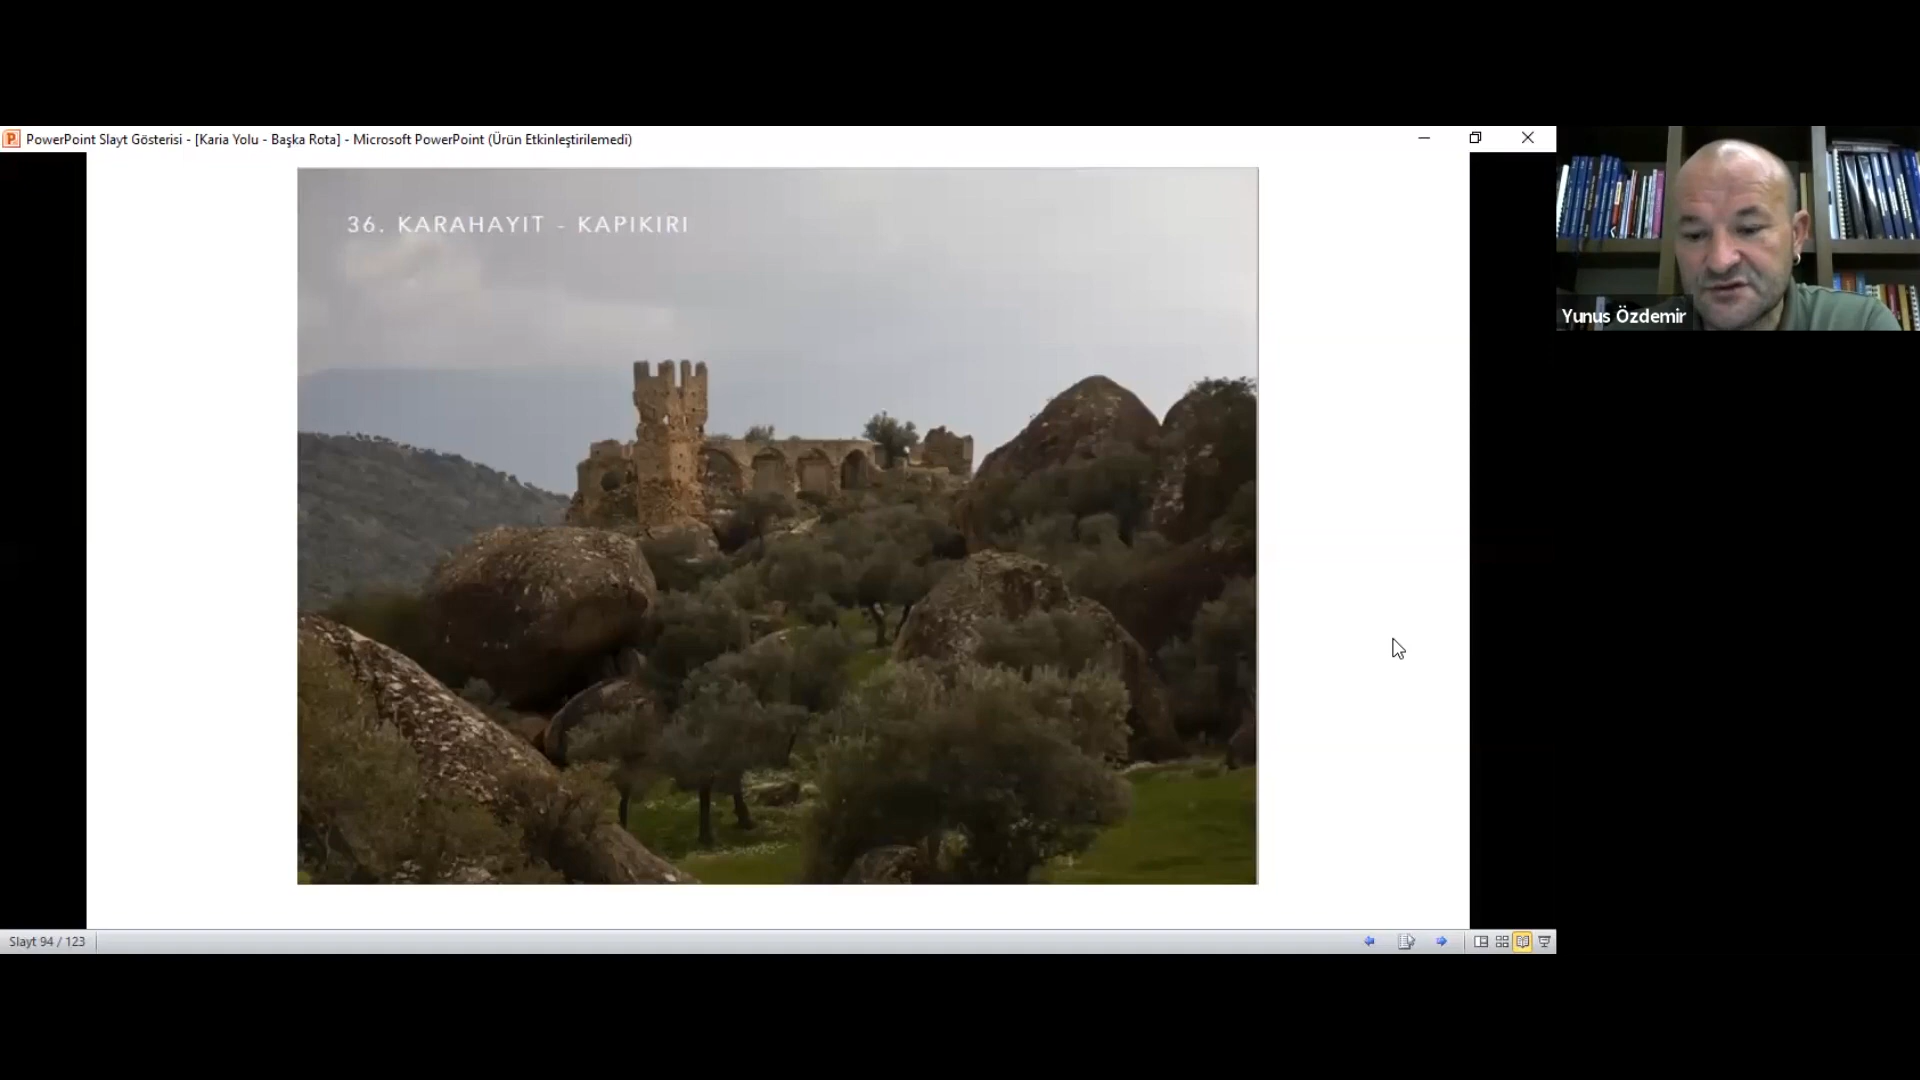 PowerPoint Slayt Gösterisi - [Karia Yolu - Başka Rota] - Microsoft PowerPoint (Ürün Etkinleştirilemedi)
36. KARAHAYIT - KAPIKIRI
Yunus Özdemir
Slayt 94 / 123